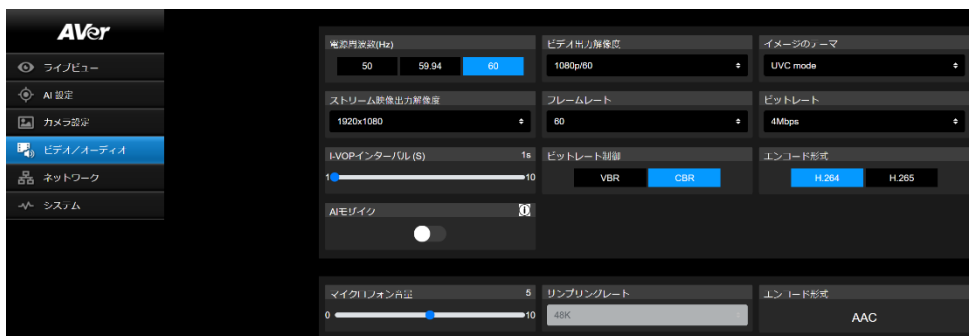 AVer
ライブビュー
AI 設定
カメラ設定
ビデオ/オーディオ
ネットワーク
システム
電源周波数(Hz)
50 59.94 60
ビデオ出力解像度
1080p/60
イメージのテーマ
UVC mode
ストリーム映像出力解像度
1920x1080
フレームレート
60
ビットレート
4Mbps
I-VOPインターバル (S) 1s
1 10
ビットレート制御
VBR CBR
エンコード形式
H.264 H.265
AIモザイク
マイクロフォン音量 5
0 10
サンプリングレート
48K
エンコード形式
AAC